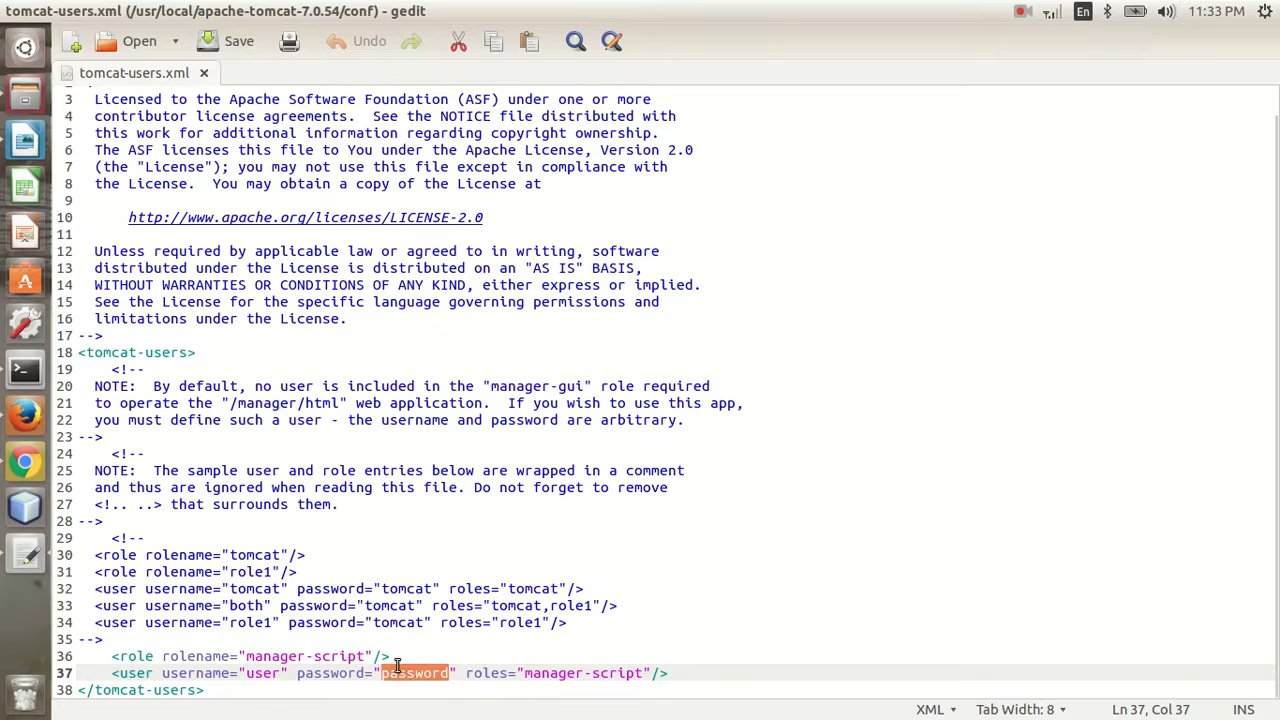 tomcat-users.xml (/usr/local/apache-tomcat-7.0.54/conf) - gedit
En
11:33 PM
Open
Save
Undo
tomcat-users.xml
3 Licensed to the Apache Software Foundation (ASF) under one or more
4 contributor license agreements. See the NOTICE file distributed with
5 this work for additional information regarding copyright ownership.
6 The ASF licenses this file to You under the Apache License, Version 2.0
7 (the "License"); you may not use this file except in compliance with
8 the License. You may obtain a copy of the License at
9
10 http://www.apache.org/licenses/LICENSE-2.0
11
12 Unless required by applicable law or agreed to in writing, software
13 distributed under the License is distributed on an "AS IS" BASIS,
14 WITHOUT WARRANTIES OR CONDITIONS OF ANY KIND, either express or implied.
15 See the License for the specific language governing permissions and
16 limitations under the License.
17 -->
18 <tomcat-users>
19 <!--
20 NOTE: By default, no user is included in the "manager-gui" role required
21 to operate the "/manager/html" web application. If you wish to use this app,
22 you must define such a user - the username and password are arbitrary.
23 -->
24 <!--
25 NOTE: The sample user and role entries below are wrapped in a comment
26 and thus are ignored when reading this file. Do not forget to remove
27 <!.. ..> that surrounds them.
28 -->
29 <!--
30 <role rolename="tomcat"/>
31 <role rolename="role1"/>
32 <user username="tomcat" password="tomcat" roles="tomcat"/>
33 <user username="both" password="tomcat" roles="tomcat,role1"/>
34 <user username="role1" password="tomcat" roles="role1"/>
35 -->
36 <role rolename="manager-script"/>
37 <user username="user" password="password" roles="manager-script"/>
38 </tomcat-users>
XML
Tab Width: 8
Ln 37, Col 37
INS